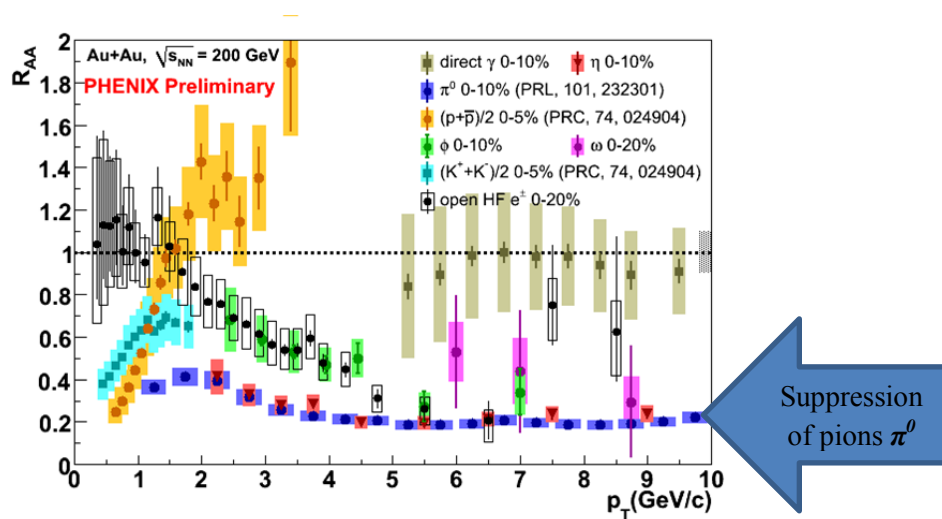 R_AA
2
1.8
1.6
1.4
1.2
1
0.8
0.6
0.4
0.2
0
Au+Au, √s_NN = 200 GeV
PHENIX Preliminary
direct γ 0-10%
η 0-10%
π⁰ 0-10% (PRL, 101, 232301)
(p+p̅)/2 0-5% (PRC, 74, 024904)
ϕ 0-10%
ω 0-20%
(K⁺+K⁻)/2 0-5% (PRC, 74, 024904)
open HF e^± 0-20%
0 1 2 3 4 5 6 7 8 9 10
p_T(GeV/c)
Suppression
of pions π⁰